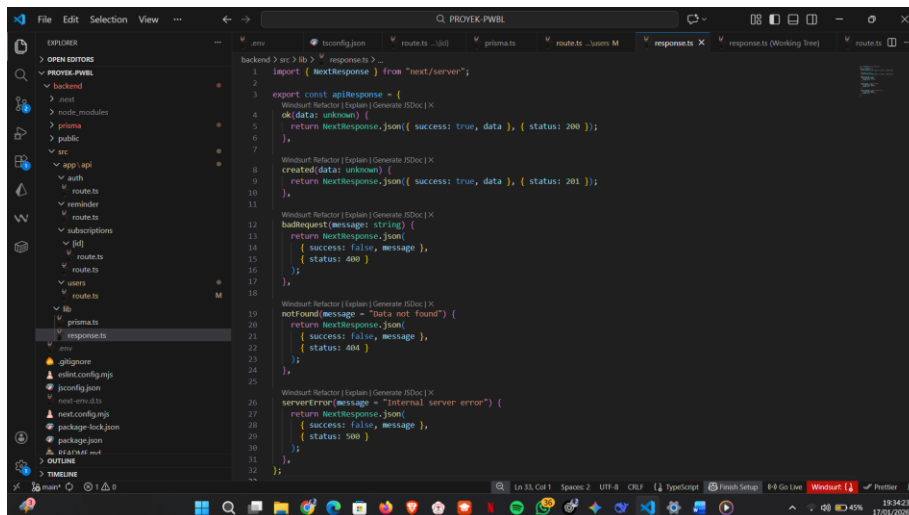 File Edit Selection View ...
PROYEK-PWBL
EXPLORER
OPEN EDITORS
PROYEK-PWBL
backend
.next
node_modules
prisma
public
src
app \ api
auth
route.ts
reminder
route.ts
subscriptions
[id]
route.ts
route.ts
users
route.ts M
lib
prisma.ts
response.ts
.env
.gitignore
eslint.config.mjs
jsconfig.json
next-env.d.ts
next.config.mjs
package-lock.json
package.json
README.md
OUTLINE
TIMELINE
.env tsconfig.json route.ts ...\[id] prisma.ts route.ts ...\users M response.ts response.ts (Working Tree) route.ts
backend > src > lib > response.ts > ...
1 import { NextResponse } from "next/server";
2
3 export const apiResponse = {
Windsurf: Refactor | Explain | Generate JSDoc | X
4 ok(data: unknown) {
5 return NextResponse.json({ success: true, data }, { status: 200 });
6 },
7
Windsurf: Refactor | Explain | Generate JSDoc | X
8 created(data: unknown) {
9 return NextResponse.json({ success: true, data }, { status: 201 });
10 },
11
Windsurf: Refactor | Explain | Generate JSDoc | X
12 badRequest(message: string) {
13 return NextResponse.json(
14 { success: false, message },
15 { status: 400 }
16 );
17 },
18
Windsurf: Refactor | Explain | Generate JSDoc | X
19 notFound(message = "Data not found") {
20 return NextResponse.json(
21 { success: false, message },
22 { status: 404 }
23 );
24 },
25
Windsurf: Refactor | Explain | Generate JSDoc | X
26 serverError(message = "Internal server error") {
27 return NextResponse.json(
28 { success: false, message },
29 { status: 500 }
30 );
31 },
32 };
main* 1 0 Ln 33, Col 1 Spaces: 2 UTF-8 CRLF TypeScript Finish Setup Go Live Windsurf: Prettier
36
45%
19:34:23
17/01/2026